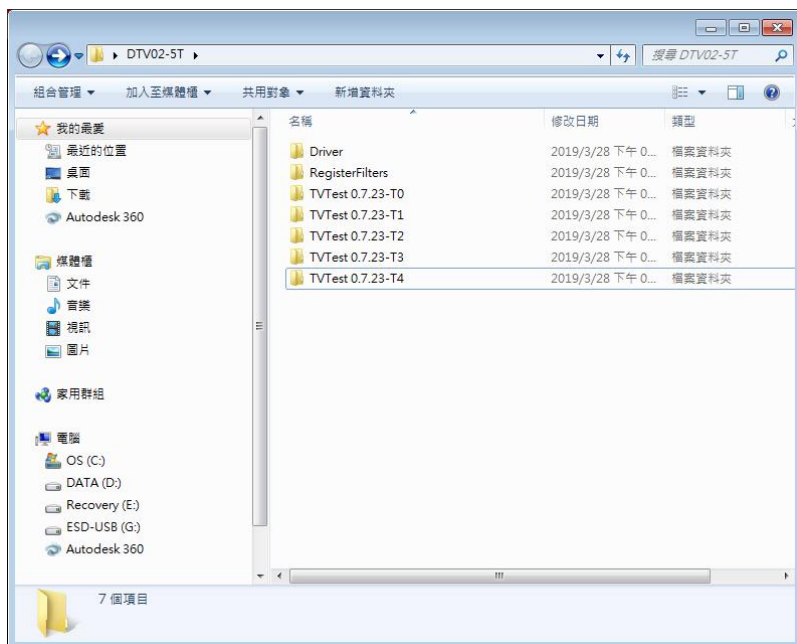 DTV02-5T
搜尋 DTV02-5T
組合管理 加入至媒體櫃 共用對象 新增資料夾
名稱 修改日期 類型
我的最愛
最近的位置
桌面
下載
Autodesk 360
媒體櫃
文件
音樂
視訊
圖片
家用群組
電腦
OS (C:)
DATA (D:)
Recovery (E:)
ESD-USB (G:)
Autodesk 360
Driver 2019/3/28 下午 0... 檔案資料夾
RegisterFilters 2019/3/28 下午 0... 檔案資料夾
TVTest 0.7.23-T0 2019/3/28 下午 0... 檔案資料夾
TVTest 0.7.23-T1 2019/3/28 下午 0... 檔案資料夾
TVTest 0.7.23-T2 2019/3/28 下午 0... 檔案資料夾
TVTest 0.7.23-T3 2019/3/28 下午 0... 檔案資料夾
TVTest 0.7.23-T4 2019/3/28 下午 0... 檔案資料夾
7 個項目